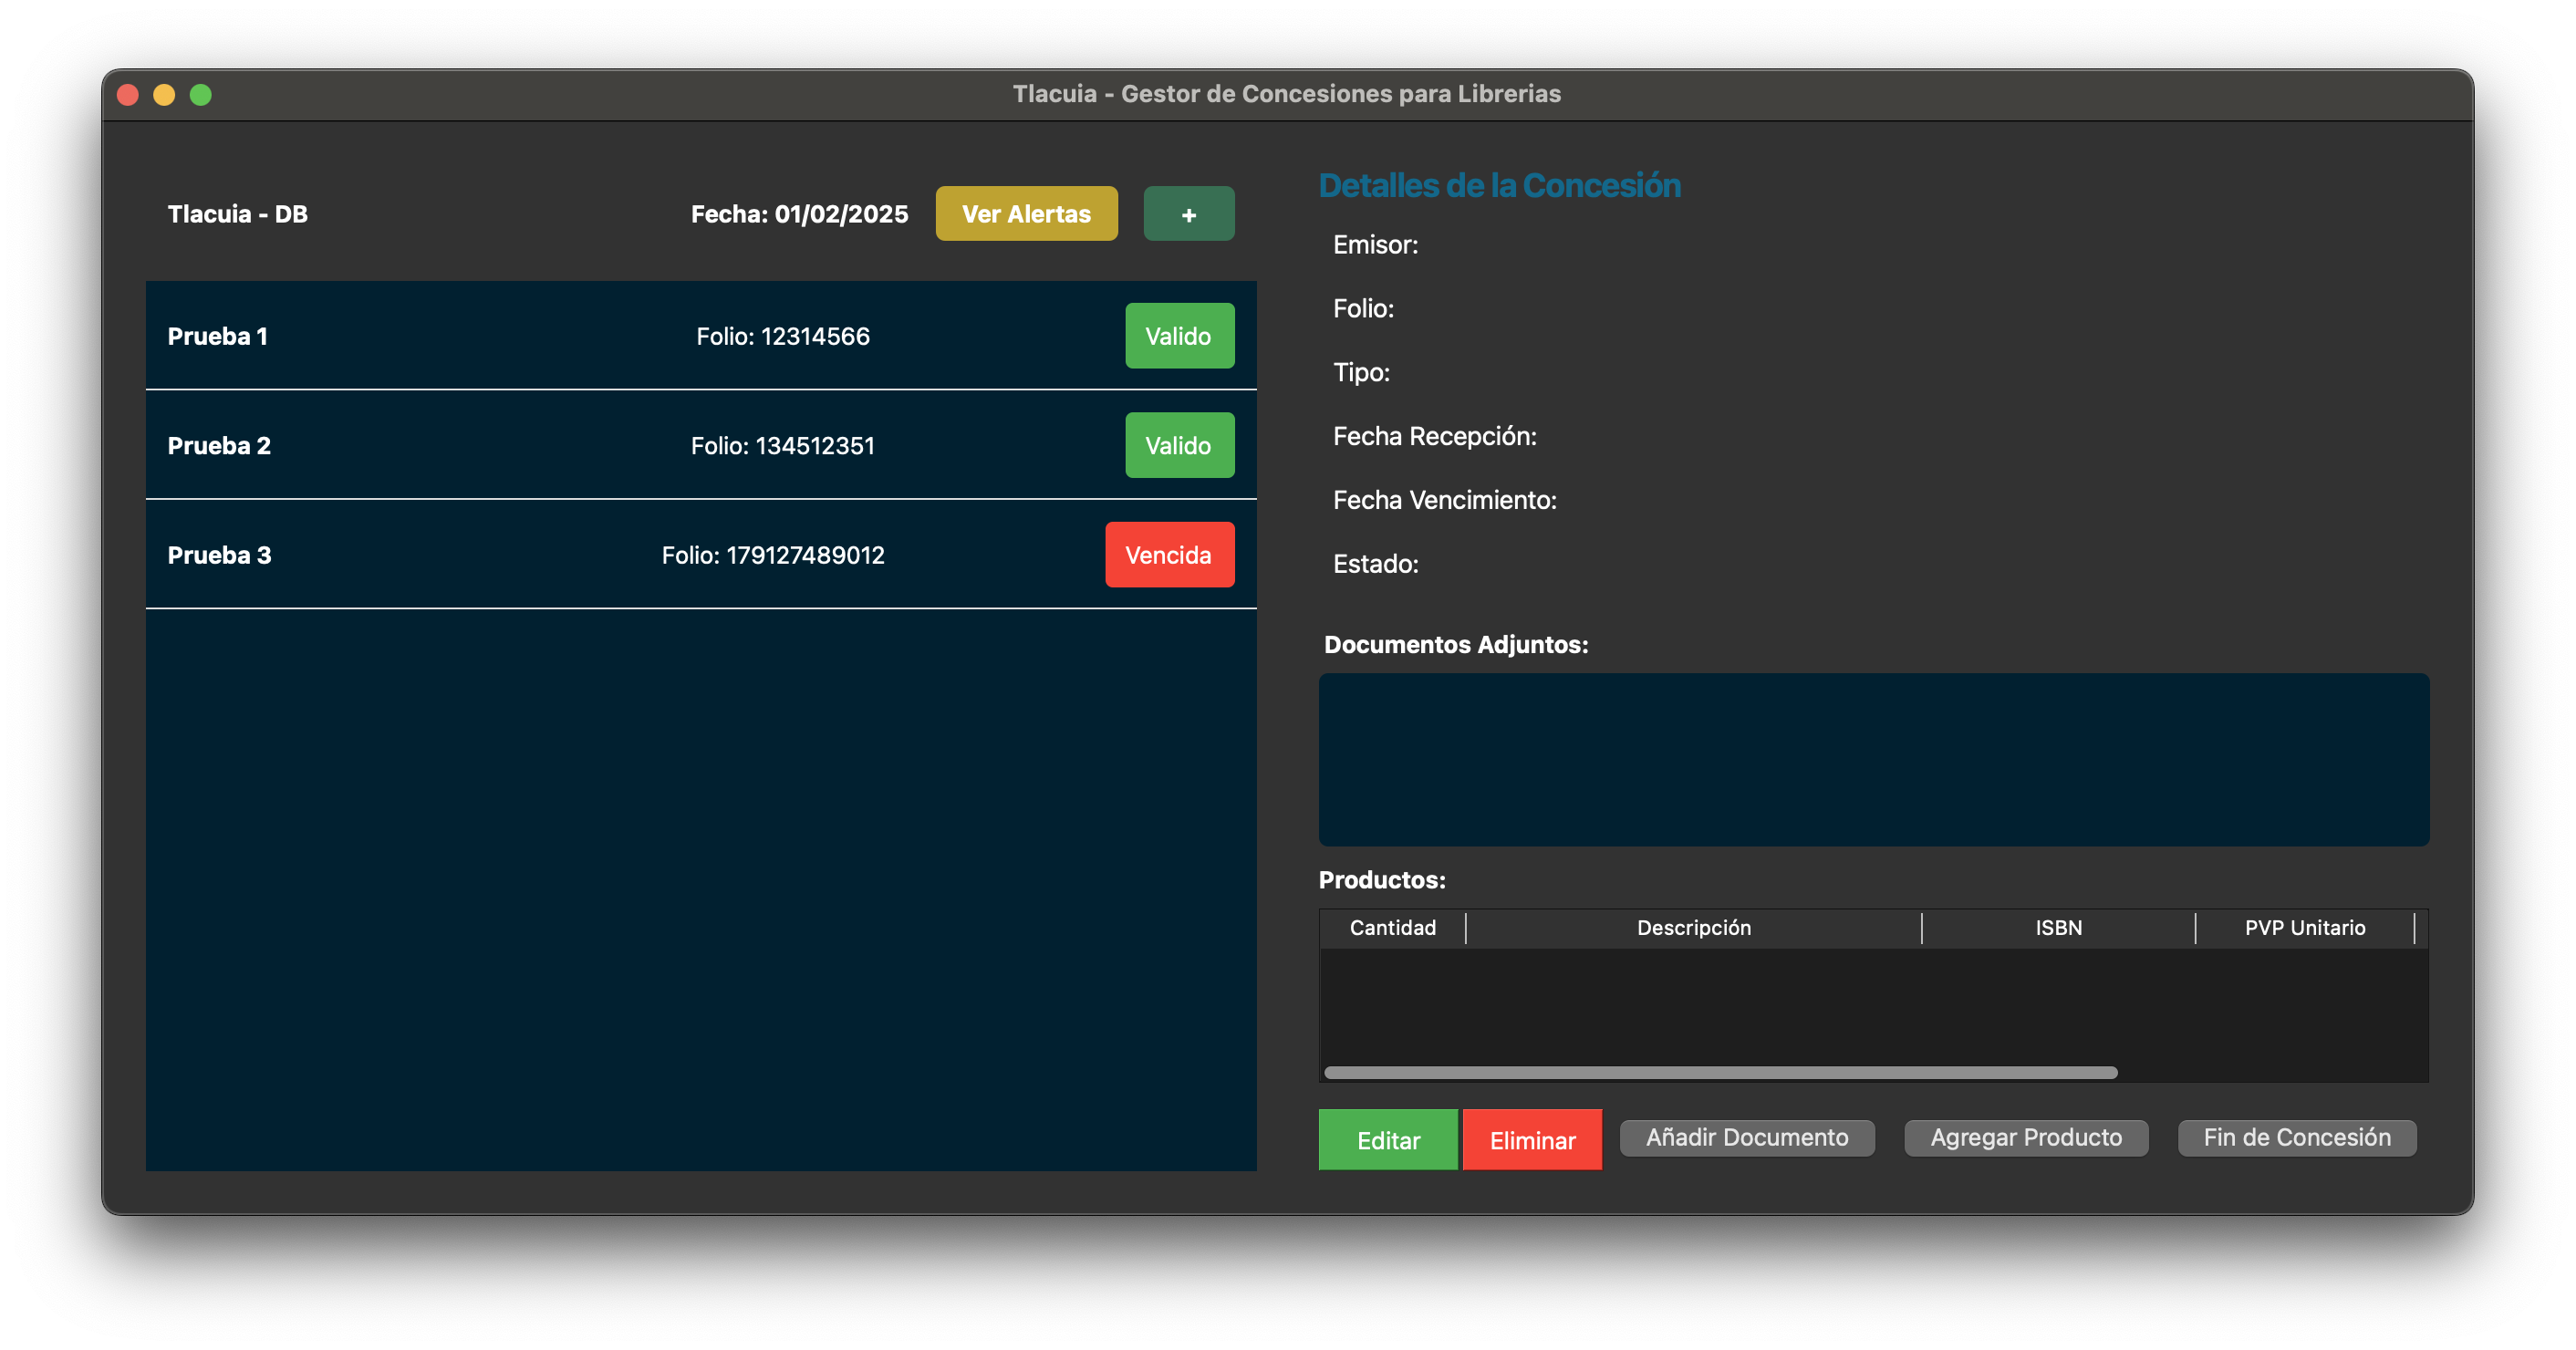 Tlacuia - Gestor de Concesiones para Librerias
Tlacuia - DB
Fecha: 01/02/2025
Ver Alertas
+
Prueba 1
Folio: 12314566
Valido
Prueba 2
Folio: 134512351
Valido
Prueba 3
Folio: 179127489012
Vencida
Detalles de la Concesión
Emisor:
Folio:
Tipo:
Fecha Recepción:
Fecha Vencimiento:
Estado:
Documentos Adjuntos:
Productos:
Cantidad
Descripción
ISBN
PVP Unitario
Editar
Eliminar
Añadir Documento
Agregar Producto
Fin de Concesión